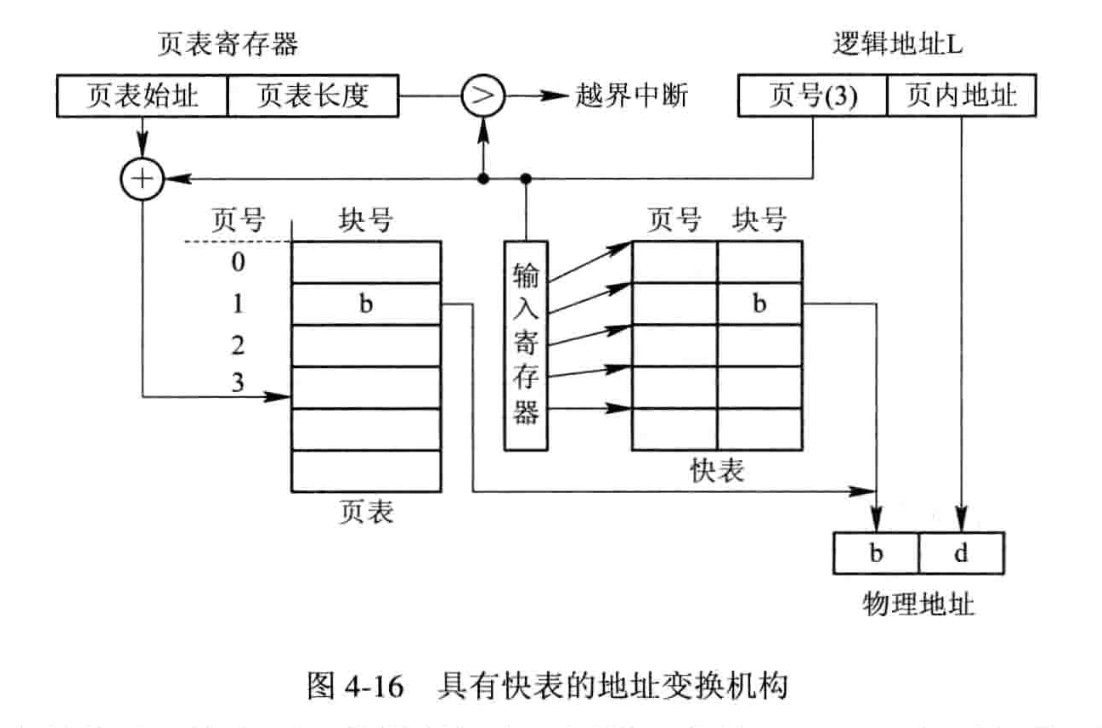 页表寄存器
逻辑地址L
页表始址 页表长度 > 越界中断 页号(3) 页内地址
+
页号 块号 页号 块号
0
1 b b
2
3
输入寄存器
快表
页表
b d
物理地址
图 4-16 具有快表的地址变换机构